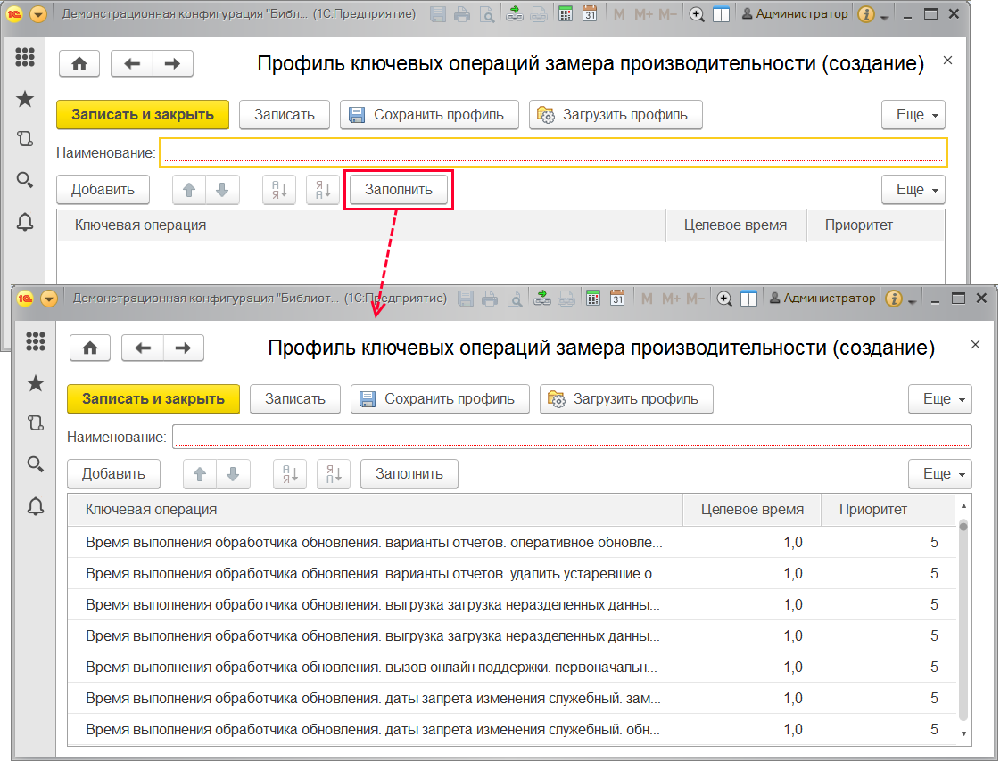 1С Демонстрационная конфигурация "Библ... (1С:Предприятие) 31 M M+ M- Администратор i
Профиль ключевых операций замера производительности (создание)
Записать и закрыть Записать Сохранить профиль Загрузить профиль Еще
Наименование:
Добавить А Я Я А Заполнить Еще
Ключевая операция Целевое время Приоритет
1С Демонстрационная конфигурация "Библиот... (1С:Предприятие) 31 M M+ M- Администратор i
Профиль ключевых операций замера производительности (создание)
Записать и закрыть Записать Сохранить профиль Загрузить профиль Еще
Наименование:
Добавить А Я Я А Заполнить Еще
Ключевая операция Целевое время Приоритет
Время выполнения обработчика обновления. варианты отчетов. оперативное обновле... 1,0 5
Время выполнения обработчика обновления. варианты отчетов. удалить устаревшие о... 1,0 5
Время выполнения обработчика обновления. выгрузка загрузка неразделенных данны... 1,0 5
Время выполнения обработчика обновления. выгрузка загрузка неразделенных данны... 1,0 5
Время выполнения обработчика обновления. вызов онлайн поддержки. первоначальн... 1,0 5
Время выполнения обработчика обновления. даты запрета изменения служебный. зам... 1,0 5
Время выполнения обработчика обновления. даты запрета изменения служебный. обн... 1,0 5